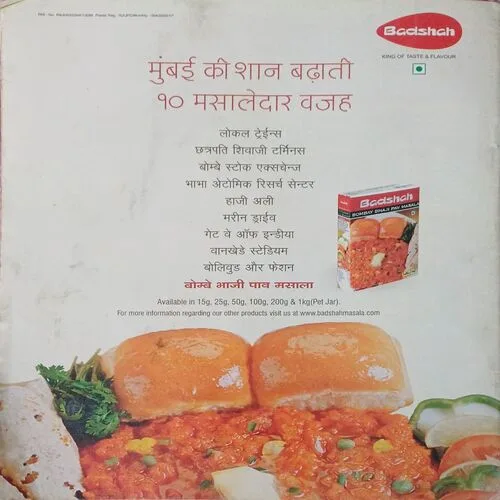 Badshah
KING OF TASTE & FLAVOUR
मुंबई की शान बढ़ाती
१० मसालेदार वजह
लोकल ट्रेईन्स
छत्रपति शिवाजी टर्मिनस
बोम्बे स्टोक एक्सचेन्ज
भाभा ॲटोमिक रिसर्च सेन्टर
हाजी अली
मरीन ड्राईव
गेट वे ऑफ इन्डीया
वानखेडे स्टेडियम
बोलिवुड और फेशन
बोम्बे भाजी पाव मसाला
Badshah
BOMBAY BHAJI PAV MASALA
Available in 15g, 25g, 50g, 100g, 200g & 1kg(Pet Jar).
For more information regarding our other products visit us at www.badshahmasala.com